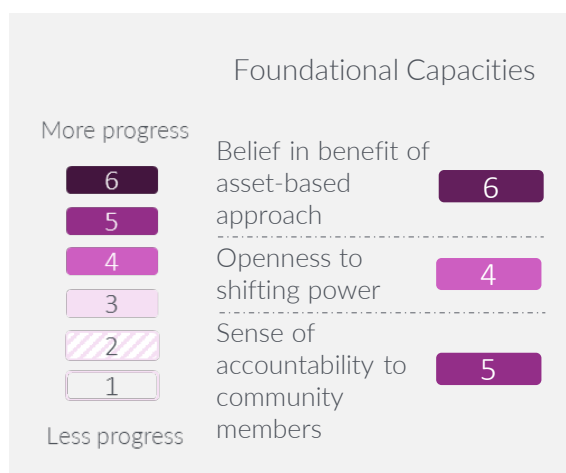 Foundational Capacities
More progress
6
5
4
3
2
1
Less progress
Belief in benefit of
asset-based
approach
6
Openness to
shifting power
4
Sense of
accountability to
community
members
5